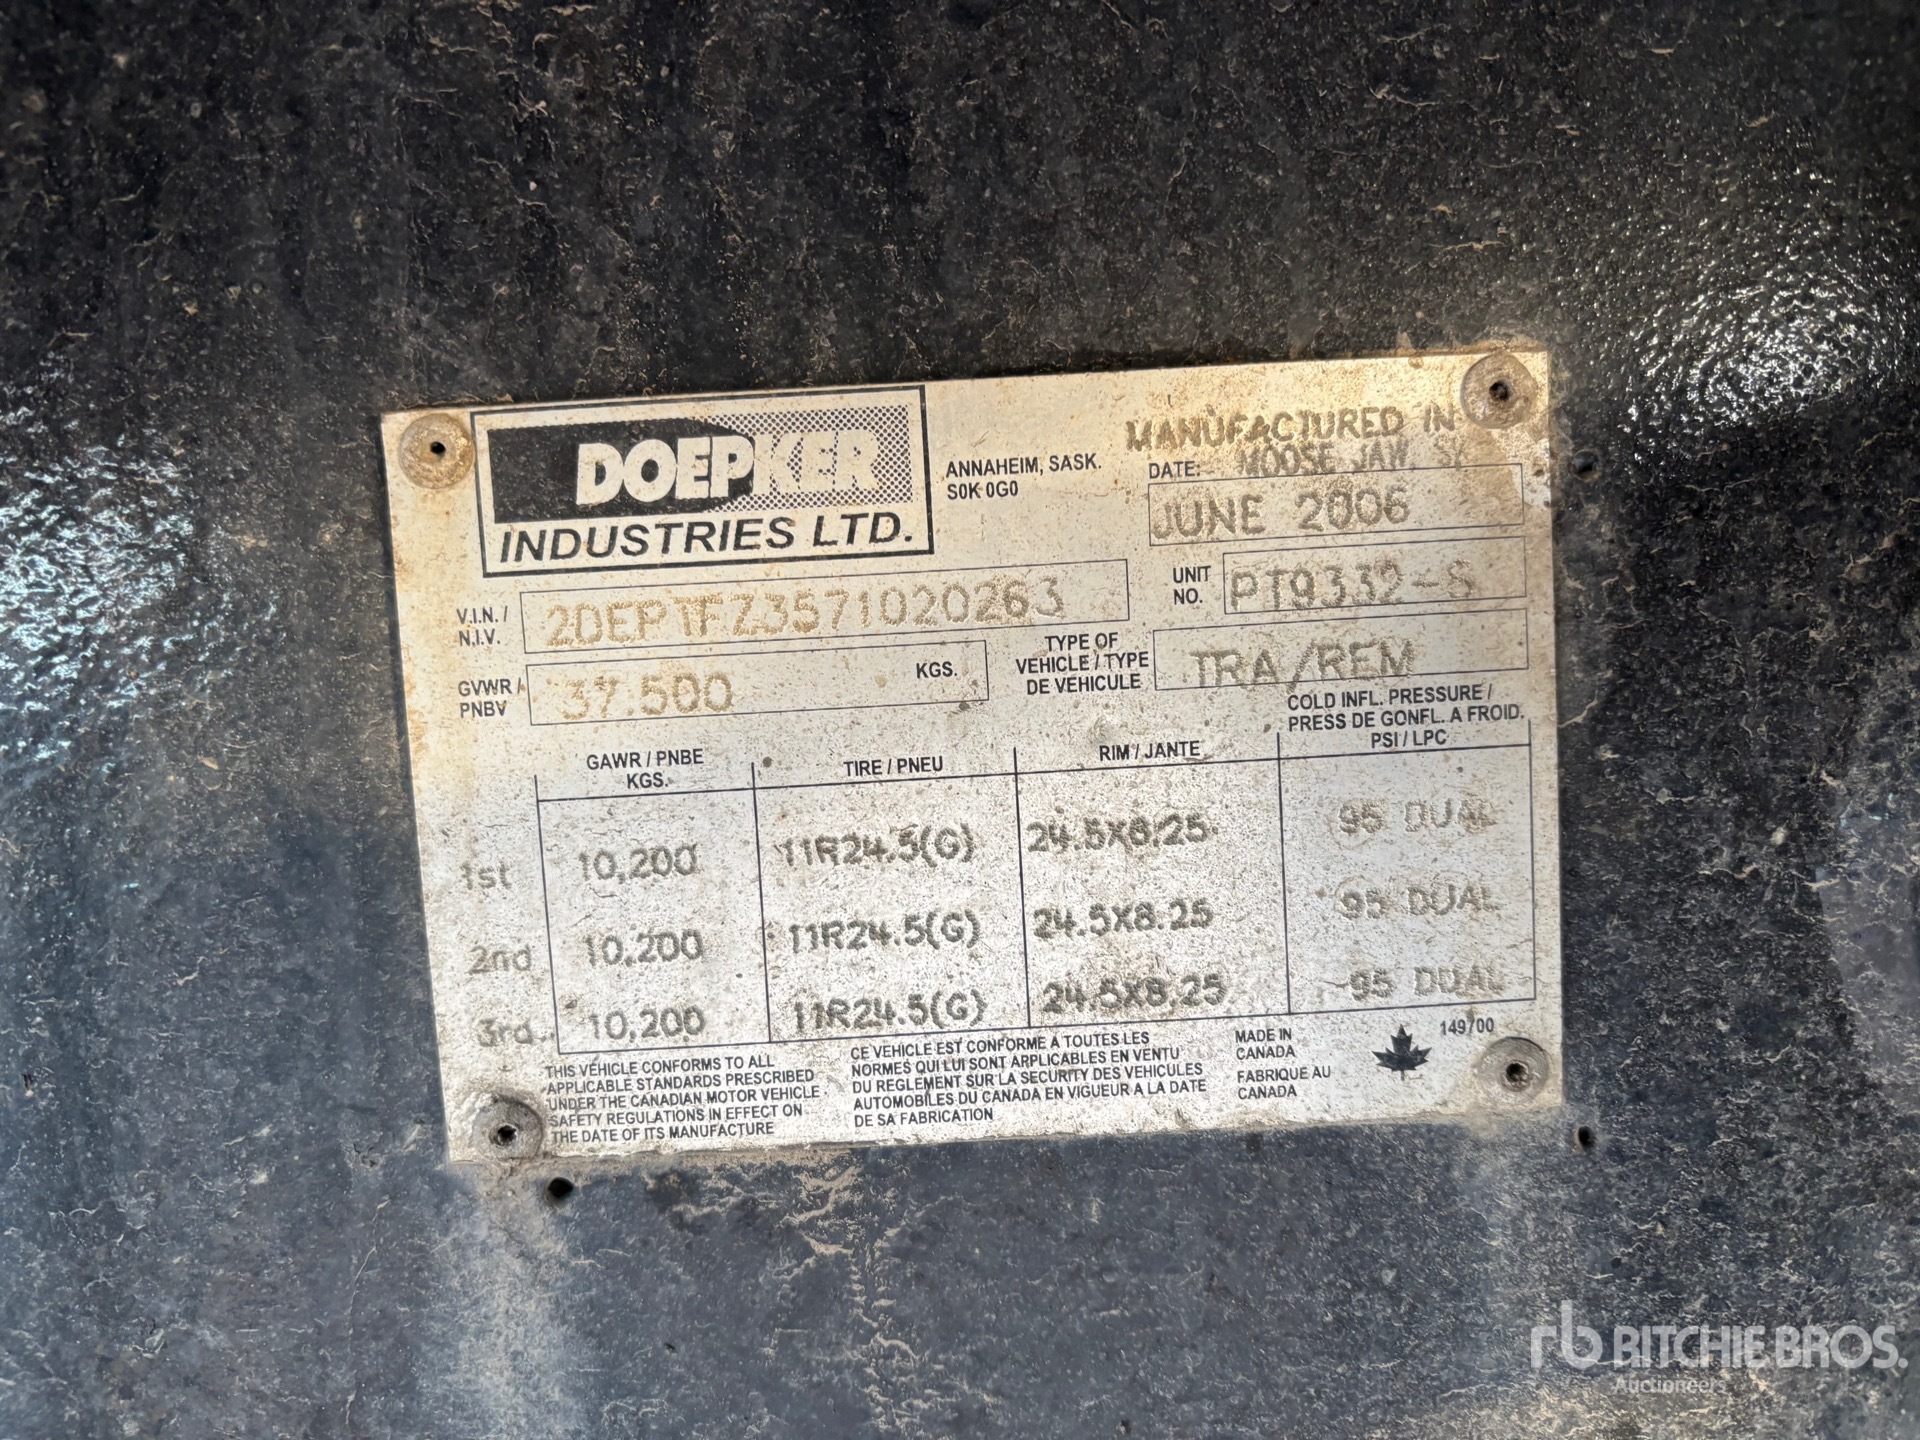 DOEPKER
INDUSTRIES LTD.
ANNAHEIM, SASK.
S0K 0G0
MANUFACTURED IN
MOOSE JAW,
DATE:
JUNE 2006
V.I.N. /
N.I.V.
2DEPTFZ3571020263
UNIT
NO.
PT9332-S
GVWR /
PNBV
37.500
KGS.
TYPE OF
VEHICLE / TYPE
DE VEHICULE
TRA/REM
GAWR / PNBE
KGS.
TIRE / PNEU
RIM / JANTE
COLD INFL. PRESSURE /
PRESS DE GONFL. A FROID.
PSI / LPC
1st 10,200 11R24.5(G) 24.5X8.25 95 DUAL
2nd 10,200 11R24.5(G) 24.5X8.25 95 DUAL
3rd 10,200 11R24.5(G) 24.5X8.25 95 DUAL
THIS VEHICLE CONFORMS TO ALL
APPLICABLE STANDARDS PRESCRIBED
UNDER THE CANADIAN MOTOR VEHICLE
SAFETY REGULATIONS IN EFFECT ON
THE DATE OF ITS MANUFACTURE
CE VEHICLE EST CONFORME A TOUTES LES
NORMES QUI LUI SONT APPLICABLES EN VENTU
DU REGLEMENT SUR LA SECURITY DES VEHICULES
AUTOMOBILES DU CANADA EN VIGUEUR A LA DATE
DE SA FABRICATION
MADE IN
CANADA
FABRIQUE AU
CANADA
149700
rb RITCHIE BROS.
Auctioneers